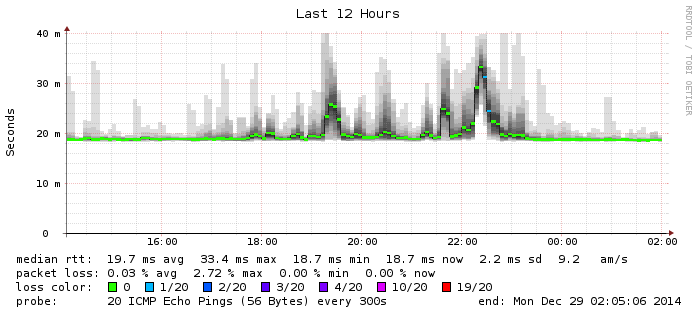 Last 12 Hours
RRDTOOL / TOBI OETIKER
Seconds
40 m
30 m
20 m
10 m
0
16:00 18:00 20:00 22:00 00:00 02:00
median rtt: 19.7 ms avg 33.4 ms max 18.7 ms min 18.7 ms now 2.2 ms sd 9.2 am/s
packet loss: 0.03 % avg 2.72 % max 0.00 % min 0.00 % now
loss color: 0 1/20 2/20 3/20 4/20 10/20 19/20
probe: 20 ICMP Echo Pings (56 Bytes) every 300s end: Mon Dec 29 02:05:06 2014